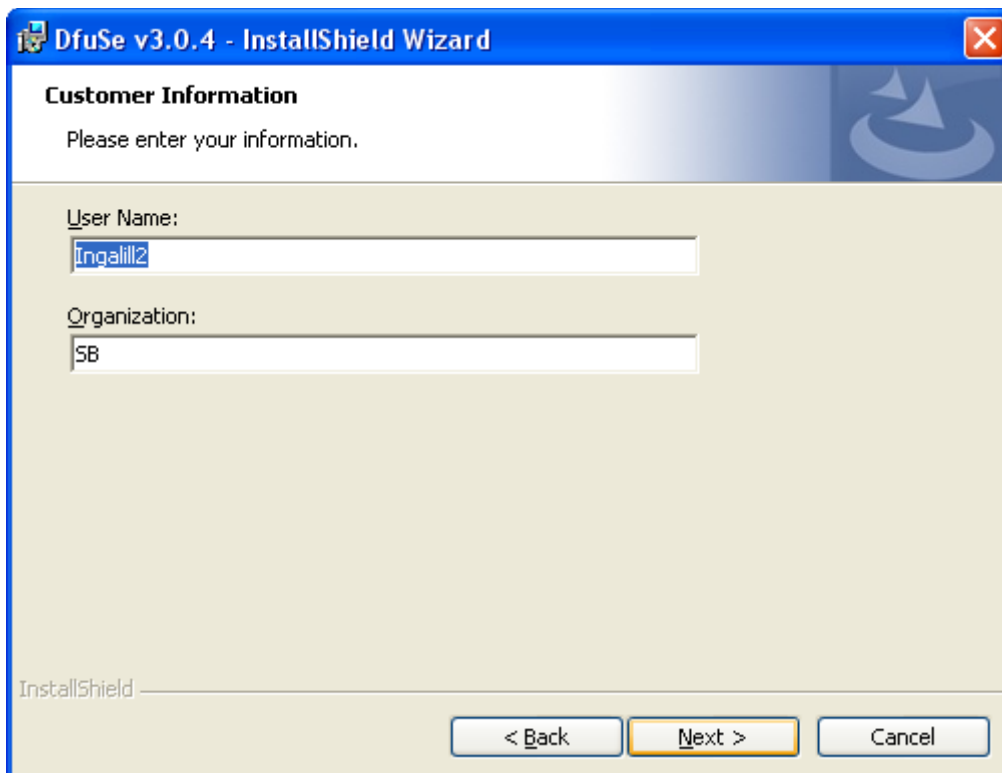 DfuSe v3.0.4 - InstallShield Wizard
Customer Information
Please enter your information.
User Name:
Ingalill2
Organization:
SB
InstallShield
< Back Next > Cancel